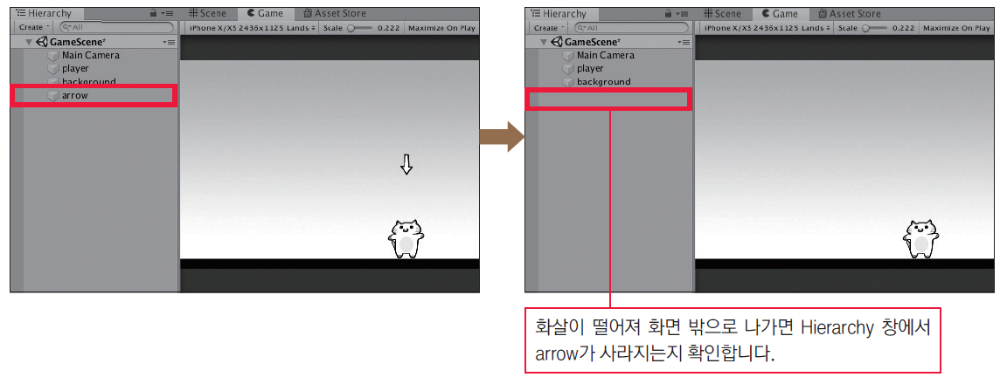 Hierarchy
Scene
Game
Asset Store
Create
All
iPhone X/XS 2436x1125 Lands
Scale
0.222
Maximize On Play
GameScene*
Main Camera
player
background
arrow
Hierarchy
Scene
Game
Asset Store
Create
All
iPhone X/XS 2436x1125 Lands
Scale
0.222
Maximize On Play
GameScene*
Main Camera
player
background
화살이 떨어져 화면 밖으로 나가면 Hierarchy 창에서
arrow가 사라지는지 확인합니다.